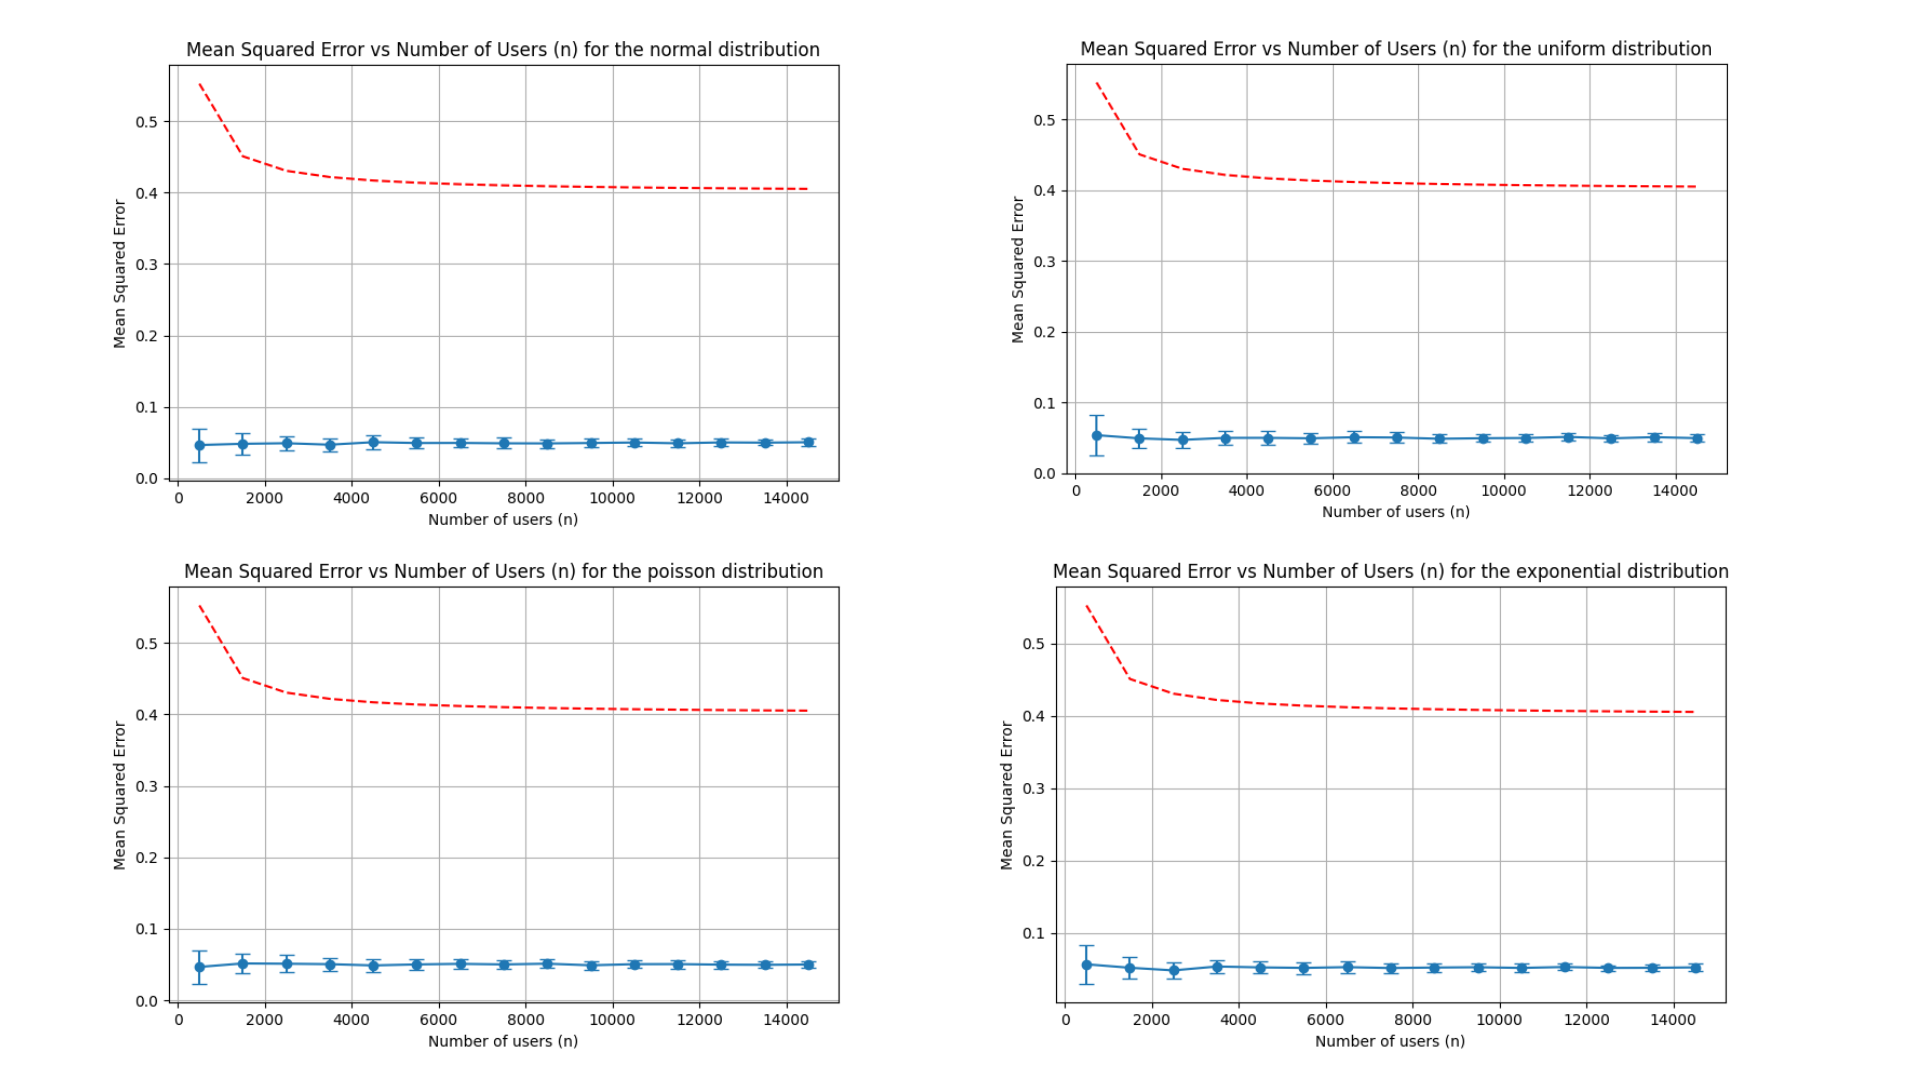 Mean Squared Error vs Number of Users (n) for the normal distribution
Mean Squared Error
0.5
0.4
0.3
0.2
0.1
0.0
0 2000 4000 6000 8000 10000 12000 14000
Number of users (n)
Mean Squared Error vs Number of Users (n) for the uniform distribution
Mean Squared Error
0.5
0.4
0.3
0.2
0.1
0.0
0 2000 4000 6000 8000 10000 12000 14000
Number of users (n)
Mean Squared Error vs Number of Users (n) for the poisson distribution
Mean Squared Error
0.5
0.4
0.3
0.2
0.1
0.0
0 2000 4000 6000 8000 10000 12000 14000
Number of users (n)
Mean Squared Error vs Number of Users (n) for the exponential distribution
Mean Squared Error
0.5
0.4
0.3
0.2
0.1
0 2000 4000 6000 8000 10000 12000 14000
Number of users (n)